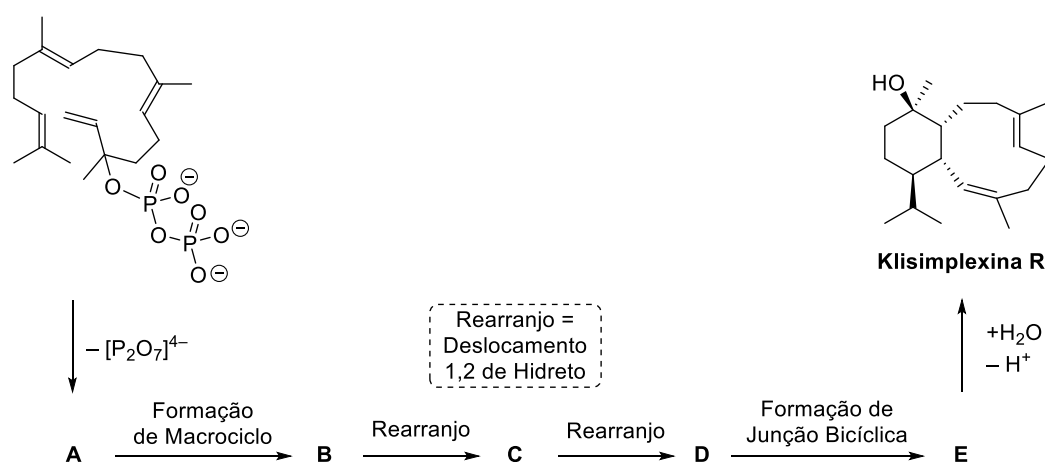 O
P
O
O
⊖
O
P
O
O
⊖
O
⊖
HO
Klisimplexina R
– [P₂O₇]⁴⁻
Rearranjo =
Deslocamento
1,2 de Hidreto
+H₂O
– H⁺
Formação
de Macrociclo
Rearranjo
Rearranjo
Formação de
Junção Bicíclica
A
B
C
D
E